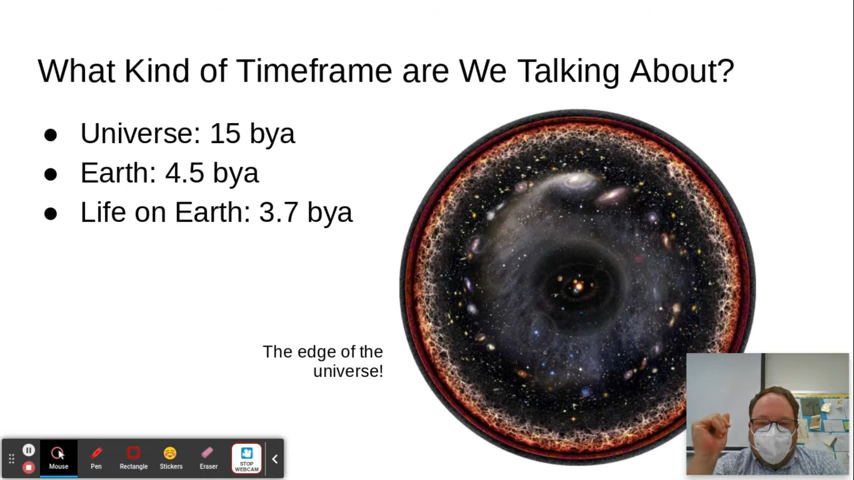 What Kind of Timeframe are We Talking About?
● Universe: 15 bya
● Earth: 4.5 bya
● Life on Earth: 3.7 bya
The edge of the
universe!
Mouse
Pen
Rectangle
Stickers
Eraser
STOP
WEBCAM